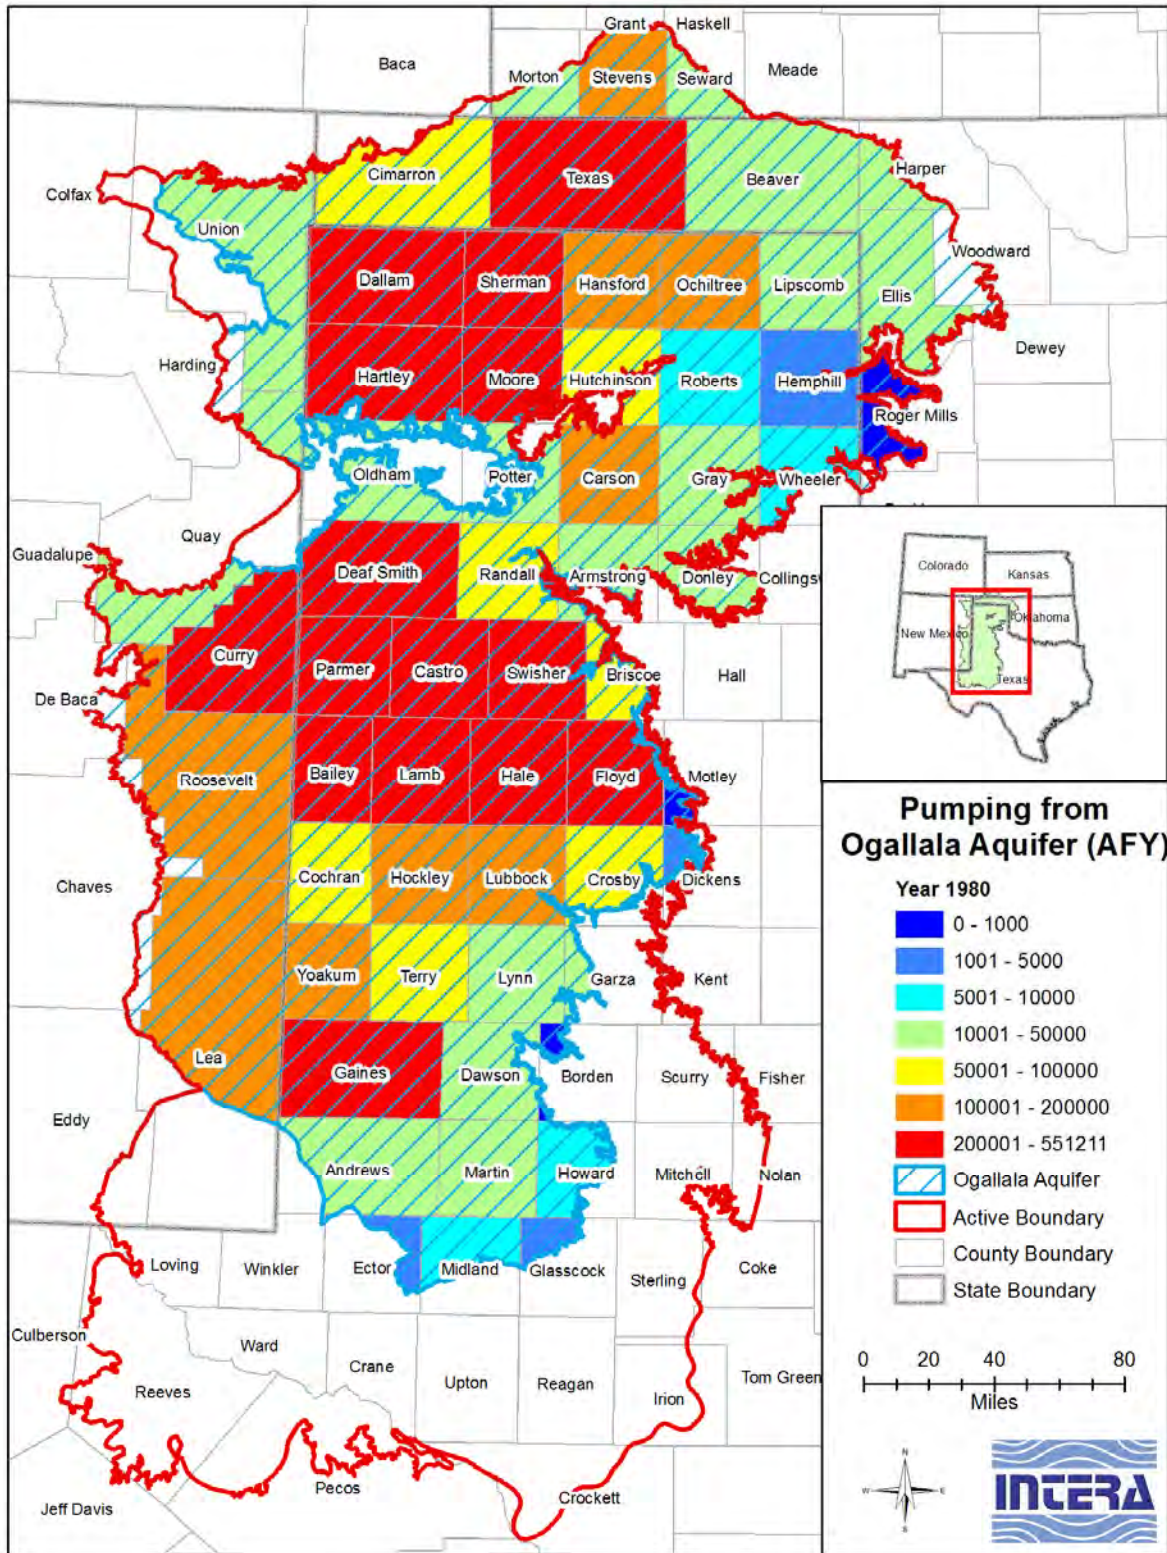 Grant
Haskell
Baca
Morton
Stevens
Seward
Meade
Colfax
Cimarron
Texas
Beaver
Harper
Union
Woodward
Dallam
Sherman
Hansford
Ochiltree
Lipscomb
Ellis
Harding
Hartley
Moore
Hutchinson
Roberts
Hemphill
Dewey
Roger Mills
Oldham
Potter
Carson
Gray
Wheeler
Quay
Guadalupe
Deaf Smith
Randall
Armstrong
Donley
Collingsw
Curry
Parmer
Castro
Swisher
Briscoe
Hall
De Baca
Roosevelt
Bailey
Lamb
Hale
Floyd
Motley
Chaves
Cochran
Hockley
Lubbock
Crosby
Dickens
Yoakum
Terry
Lynn
Garza
Kent
Lea
Gaines
Dawson
Borden
Scurry
Fisher
Eddy
Andrews
Martin
Howard
Mitchell
Nolan
Loving
Winkler
Ector
Midland
Glasscock
Sterling
Coke
Culberson
Ward
Crane
Upton
Reagan
Irion
Tom Green
Reeves
Pecos
Crockett
Jeff Davis
Colorado
Kansas
New Mexico
Oklahoma
Texas
Pumping from
Ogallala Aquifer (AFY)
Year 1980
0 - 1000
1001 - 5000
5001 - 10000
10001 - 50000
50001 - 100000
100001 - 200000
200001 - 551211
Ogallala Aquifer
Active Boundary
County Boundary
State Boundary
0 20 40 80
Miles
N
W E
S
INTERA